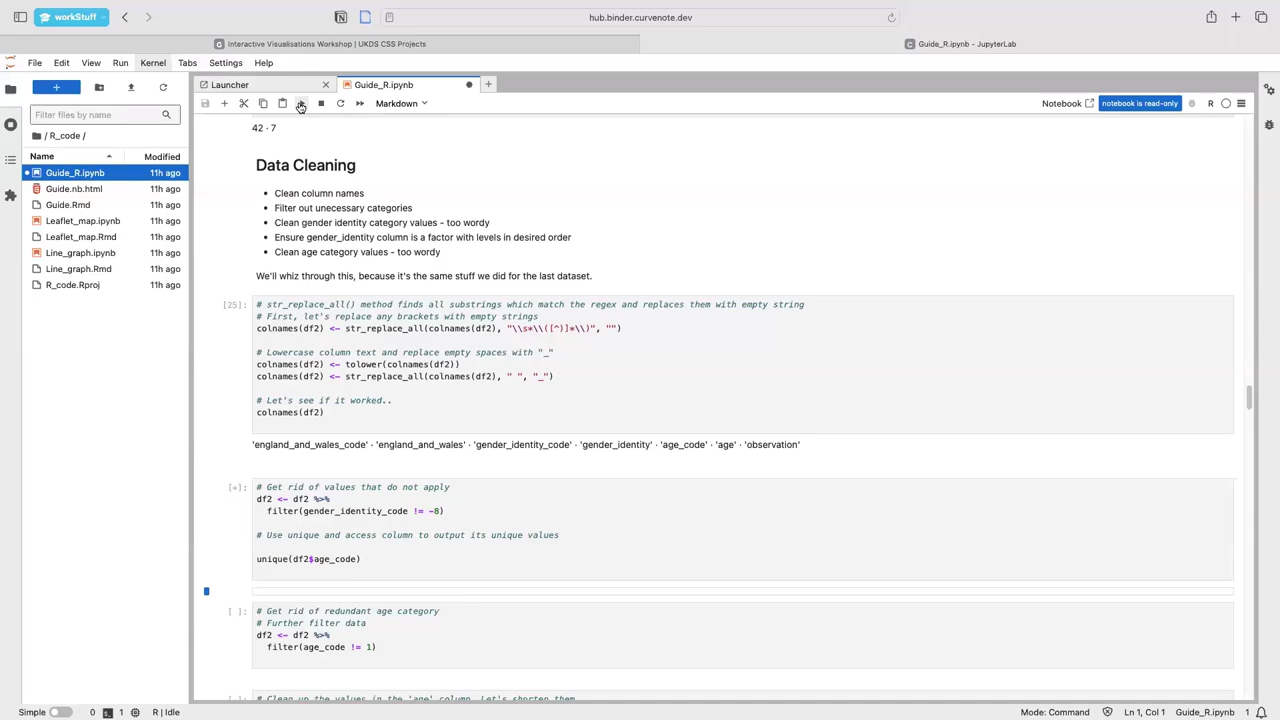 workStuff
hub.binder.curvenote.dev
Interactive Visualisations Workshop | UKDS CSS Projects
Guide_R.ipynb - JupyterLab
File Edit View Run Kernel Tabs Settings Help
Launcher
Guide_R.ipynb
Filter files by name
Markdown
Notebook
notebook is read-only
R
/ R_code /
Name Modified
Guide_R.ipynb 11h ago
Guide.nb.html 11h ago
Guide.Rmd 11h ago
Leaflet_map.ipynb 11h ago
Leaflet_map.Rmd 11h ago
Line_graph.ipynb 11h ago
Line_graph.Rmd 11h ago
R_code.Rproj 11h ago
42 · 7
Data Cleaning
• Clean column names
• Filter out unecessary categories
• Clean gender identity category values - too wordy
• Ensure gender_identity column is a factor with levels in desired order
• Clean age category values - too wordy
We'll whiz through this, because it's the same stuff we did for the last dataset.
[25]:
# str_replace_all() method finds all substrings which match the regex and replaces them with empty string
# First, let's replace any brackets with empty strings
colnames(df2) <- str_replace_all(colnames(df2), "\\s*\\([^)]*\\)", "")
# Lowercase column text and replace empty spaces with "_"
colnames(df2) <- tolower(colnames(df2))
colnames(df2) <- str_replace_all(colnames(df2), " ", "_")
# Let's see if it worked..
colnames(df2)
'england_and_wales_code' · 'england_and_wales' · 'gender_identity_code' · 'gender_identity' · 'age_code' · 'age' · 'observation'
[*]:
# Get rid of values that do not apply
df2 <- df2 %>%
filter(gender_identity_code != -8)
# Use unique and access column to output its unique values
unique(df2$age_code)
[ ]:
# Get rid of redundant age category
# Further filter data
df2 <- df2 %>%
filter(age_code != 1)
[ ]:
# Clean up the values in the 'age' column. Let's shorten them
Simple 0 1 R | Idle
Mode: Command Ln 1, Col 1 Guide_R.ipynb 1